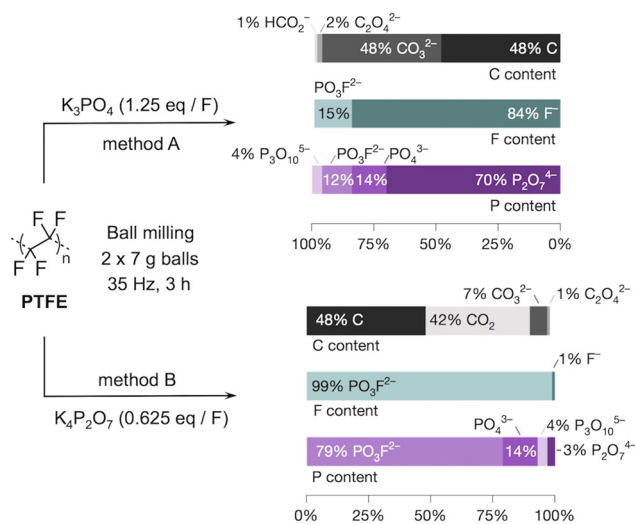 1% HCO₂⁻ 2% C₂O₄²⁻
48% CO₃²⁻ 48% C
C content
PO₃F²⁻
15% 84% F⁻
F content
4% P₃O₁₀⁵⁻ PO₃F²⁻ PO₄³⁻
12% 14% 70% P₂O₇⁴⁻
P content
100% 75% 50% 25% 0%
K₃PO₄ (1.25 eq / F)
method A
F F
F F
n
PTFE
Ball milling
2 x 7 g balls
35 Hz, 3 h
method B
K₄P₂O₇ (0.625 eq / F)
7% CO₃²⁻ 1% C₂O₄²⁻
48% C 42% CO₂
C content
1% F⁻
99% PO₃F²⁻
F content
PO₄³⁻ 4% P₃O₁₀⁵⁻
79% PO₃F²⁻ 14% 3% P₂O₇⁴⁻
P content
0% 25% 50% 75% 100%